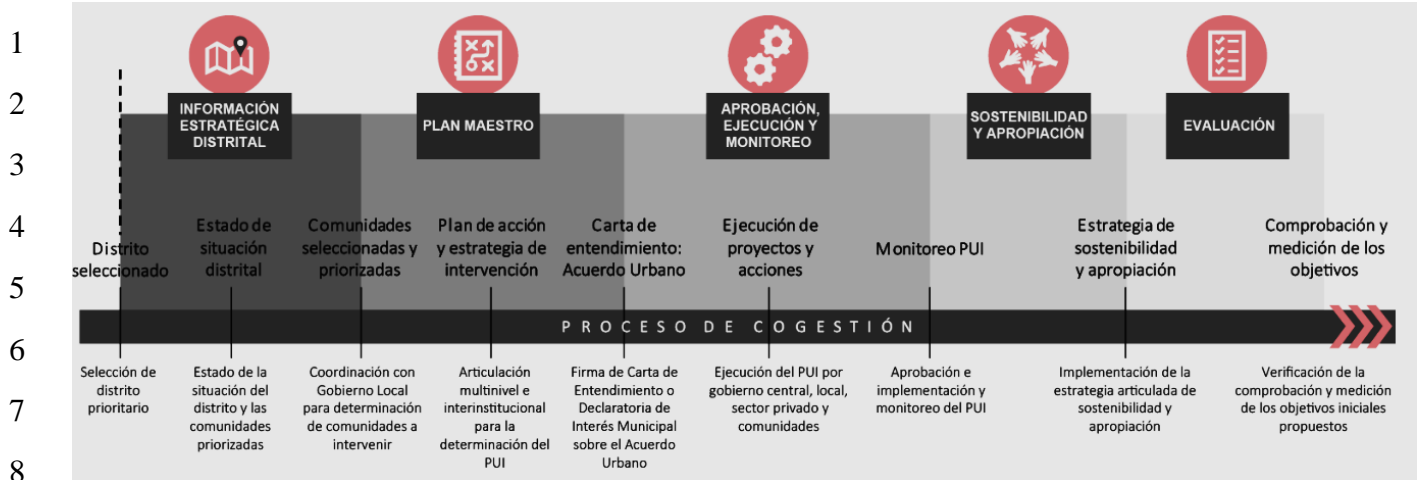 1
2
3
4
5
6
7
8
INFORMACIÓN
ESTRATÉGICA
DISTRITAL
PLAN MAESTRO
APROBACIÓN,
EJECUCIÓN Y
MONITOREO
SOSTENIBILIDAD
Y APROPIACIÓN
EVALUACIÓN
Distrito
seleccionado
Estado de
situación
distrital
Comunidades
seleccionadas y
priorizadas
Plan de acción
y estrategia de
intervención
Carta de
entendimiento:
Acuerdo Urbano
Ejecución de
proyectos y
acciones
Monitoreo PUI
Estrategia de
sostenibilidad
y apropiación
Comprobación y
medición de los
objetivos
PROCESO DE COGESTIÓN
Selección de
distrito
prioritario
Estado de la
situación del
distrito y las
comunidades
priorizadas
Coordinación con
Gobierno Local
para determinación
de comunidades a
intervenir
Articulación
multinivel e
interinstitucional
para la
determinación del
PUI
Firma de Carta de
Entendimiento o
Declaratoria de
Interés Municipal
sobre el Acuerdo
Urbano
Ejecución del PUI por
gobierno central, local,
sector privado y
comunidades
Aprobación e
implementación y
monitoreo del PUI
Implementación de la
estrategia articulada de
sostenibilidad y
apropiación
Verificación de la
comprobación y medición
de los objetivos iniciales
propuestos